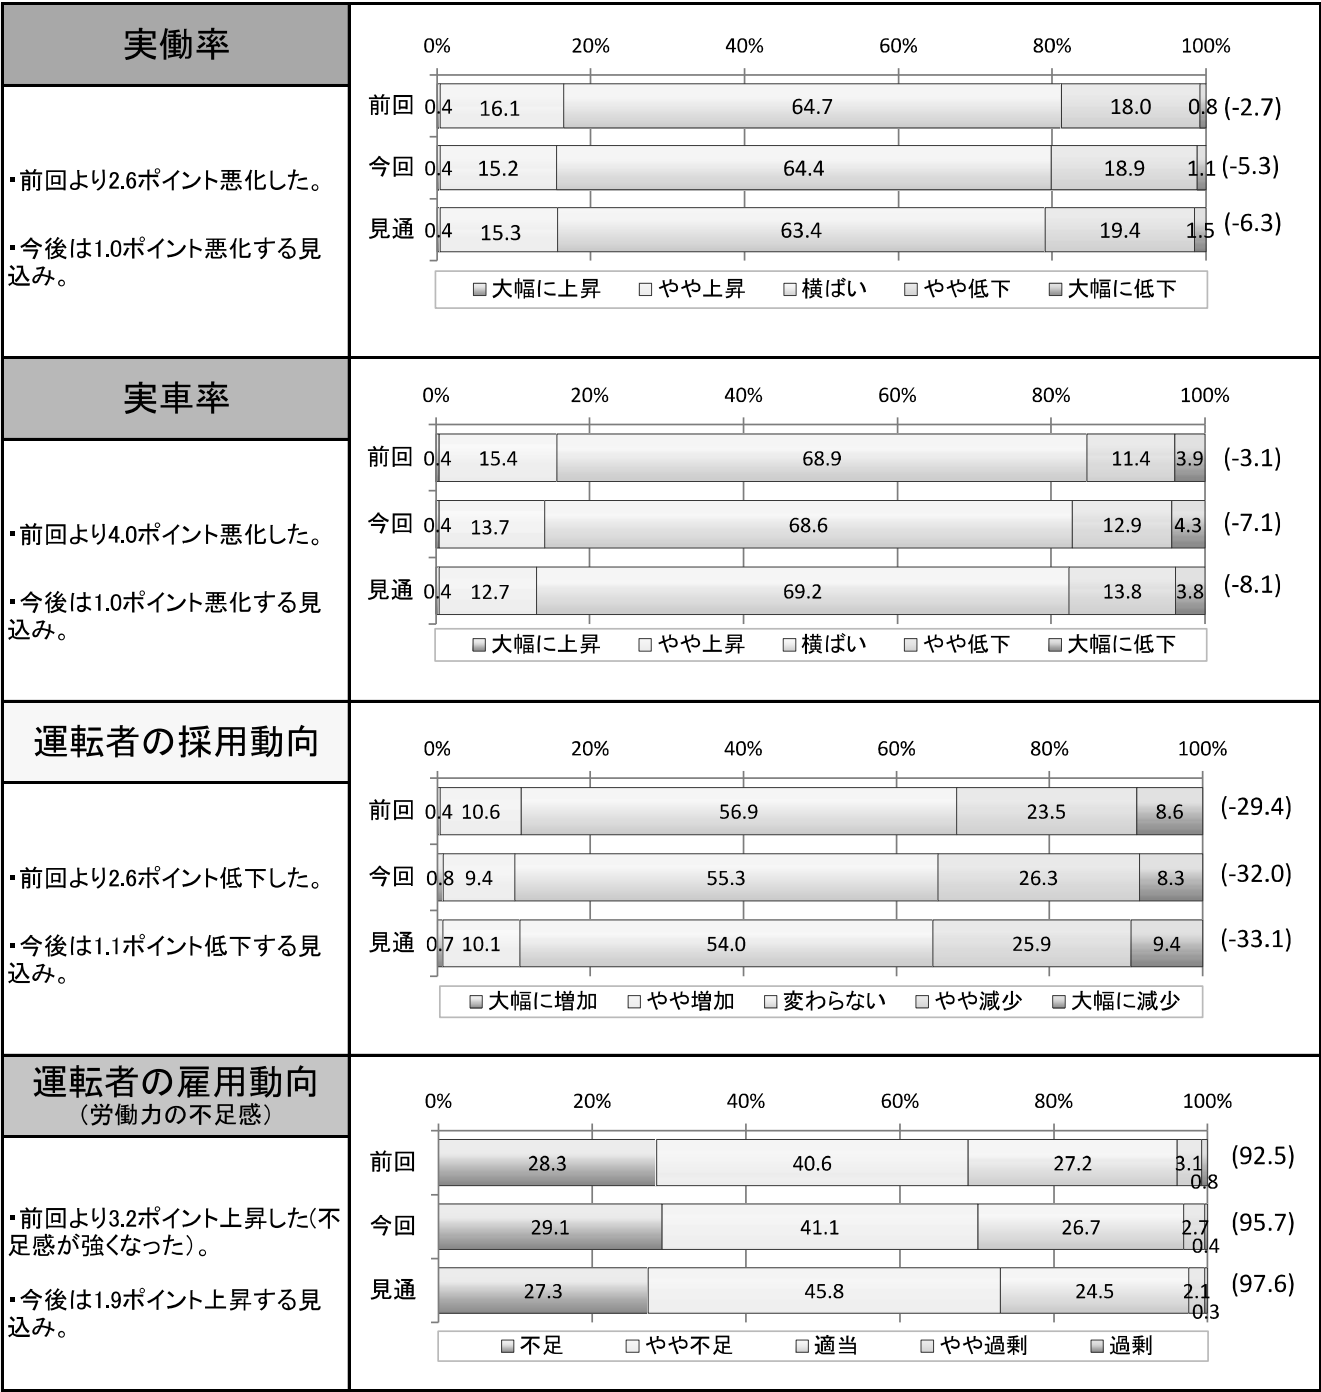 実働率
・前回より2.6ポイント悪化した。
・今後は1.0ポイント悪化する見
込み。
0% 20% 40% 60% 80% 100%
前回 0.4 16.1 64.7 18.0 0.8 (-2.7)
今回 0.4 15.2 64.4 18.9 1.1 (-5.3)
見通 0.4 15.3 63.4 19.4 1.5 (-6.3)
大幅に上昇 やや上昇 横ばい やや低下 大幅に低下
実車率
・前回より4.0ポイント悪化した。
・今後は1.0ポイント悪化する見
込み。
0% 20% 40% 60% 80% 100%
前回 0.4 15.4 68.9 11.4 3.9 (-3.1)
今回 0.4 13.7 68.6 12.9 4.3 (-7.1)
見通 0.4 12.7 69.2 13.8 3.8 (-8.1)
大幅に上昇 やや上昇 横ばい やや低下 大幅に低下
運転者の採用動向
・前回より2.6ポイント低下した。
・今後は1.1ポイント低下する見
込み。
0% 20% 40% 60% 80% 100%
前回 0.4 10.6 56.9 23.5 8.6 (-29.4)
今回 0.8 9.4 55.3 26.3 8.3 (-32.0)
見通 0.7 10.1 54.0 25.9 9.4 (-33.1)
大幅に増加 やや増加 変わらない やや減少 大幅に減少
運転者の雇用動向
（労働力の不足感）
・前回より3.2ポイント上昇した(不
足感が強くなった)。
・今後は1.9ポイント上昇する見
込み。
0% 20% 40% 60% 80% 100%
前回 28.3 40.6 27.2 3.1 0.8 (92.5)
今回 29.1 41.1 26.7 2.7 0.4 (95.7)
見通 27.3 45.8 24.5 2.1 0.3 (97.6)
不足 やや不足 適当 やや過剰 過剰